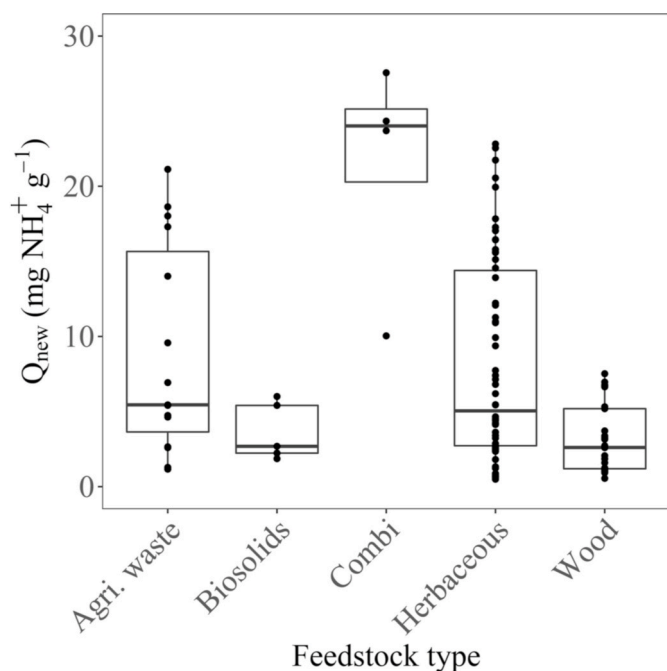 30
20
10
0
Qnew (mg NH4+ g−1)
Agri. waste
Biosolids
Combi
Herbaceous
Wood
Feedstock type